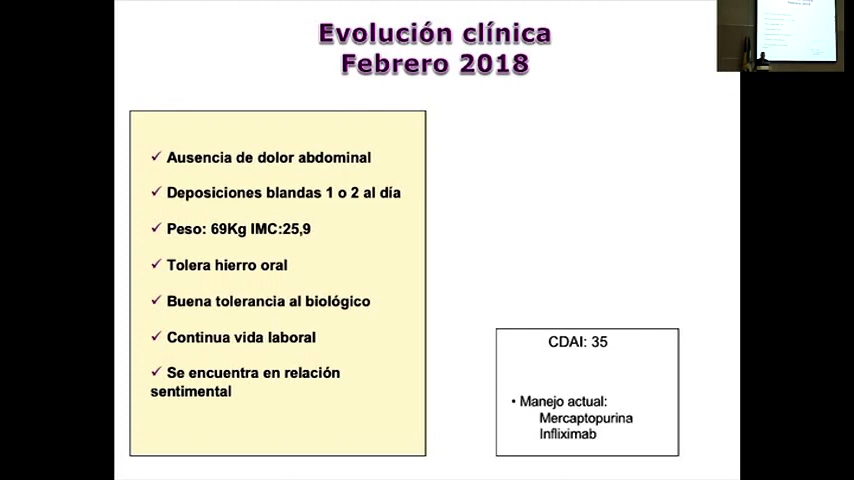 Evolución clínica
Febrero 2018
✓ Ausencia de dolor abdominal
✓ Deposiciones blandas 1 o 2 al día
✓ Peso: 69Kg IMC:25,9
✓ Tolera hierro oral
✓ Buena tolerancia al biológico
✓ Continua vida laboral
✓ Se encuentra en relación
sentimental
CDAI: 35
• Manejo actual:
Mercaptopurina
Infliximab